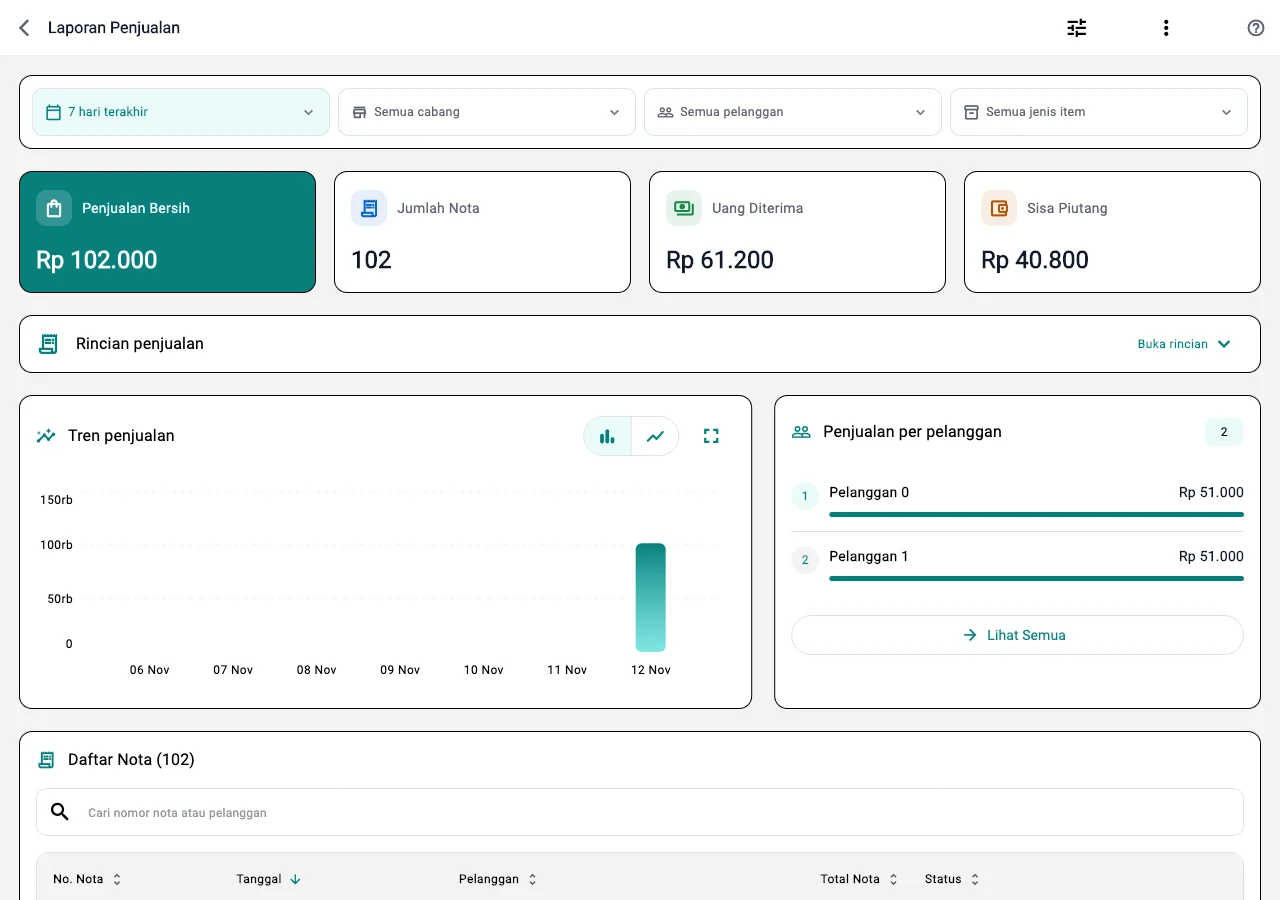 Laporan Penjualan
7 hari terakhir
Semua cabang
Semua pelanggan
Semua jenis item
Penjualan Bersih
Rp 102.000
Jumlah Nota
102
Uang Diterima
Rp 61.200
Sisa Piutang
Rp 40.800
Rincian penjualan
Buka rincian
Tren penjualan
150rb
100rb
50rb
0
06 Nov
07 Nov
08 Nov
09 Nov
10 Nov
11 Nov
12 Nov
Penjualan per pelanggan
2
1
Pelanggan 0
Rp 51.000
2
Pelanggan 1
Rp 51.000
Lihat Semua
Daftar Nota (102)
Cari nomor nota atau pelanggan
No. Nota
Tanggal
Pelanggan
Total Nota
Status